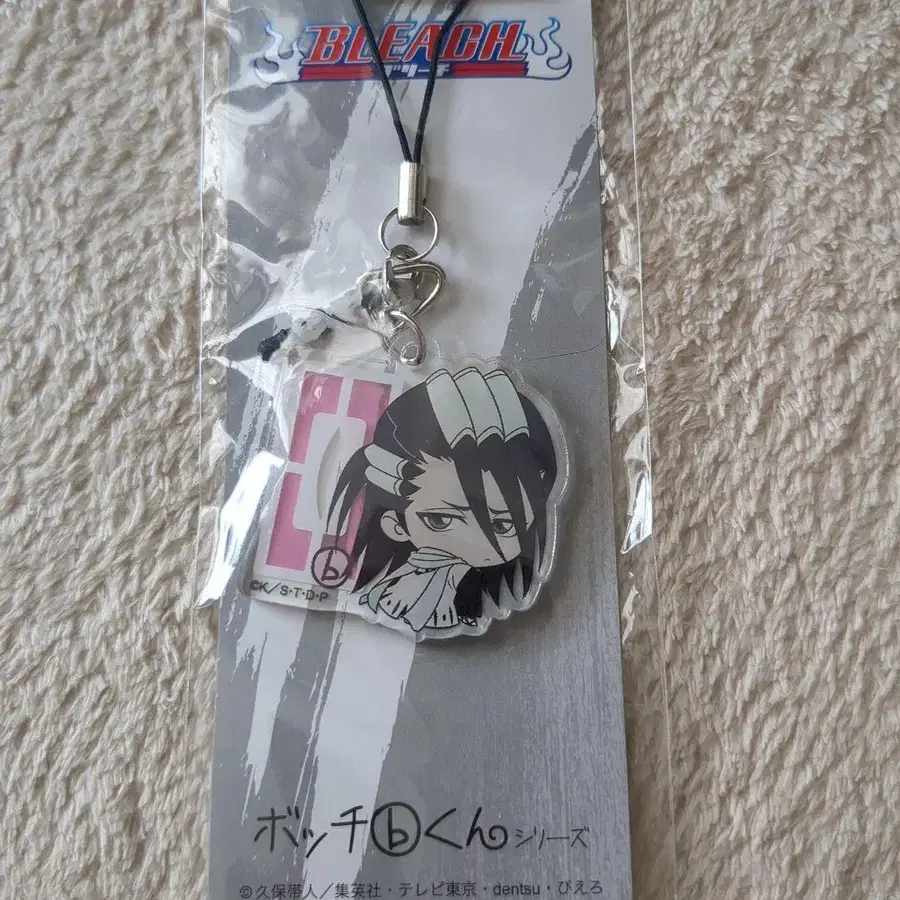 BLEACH
ブリーチ
b
©K/S・T・D・P
ボッチbくんシリーズ
©久保帯人/集英社・テレビ東京・dentsu・ぴえろ